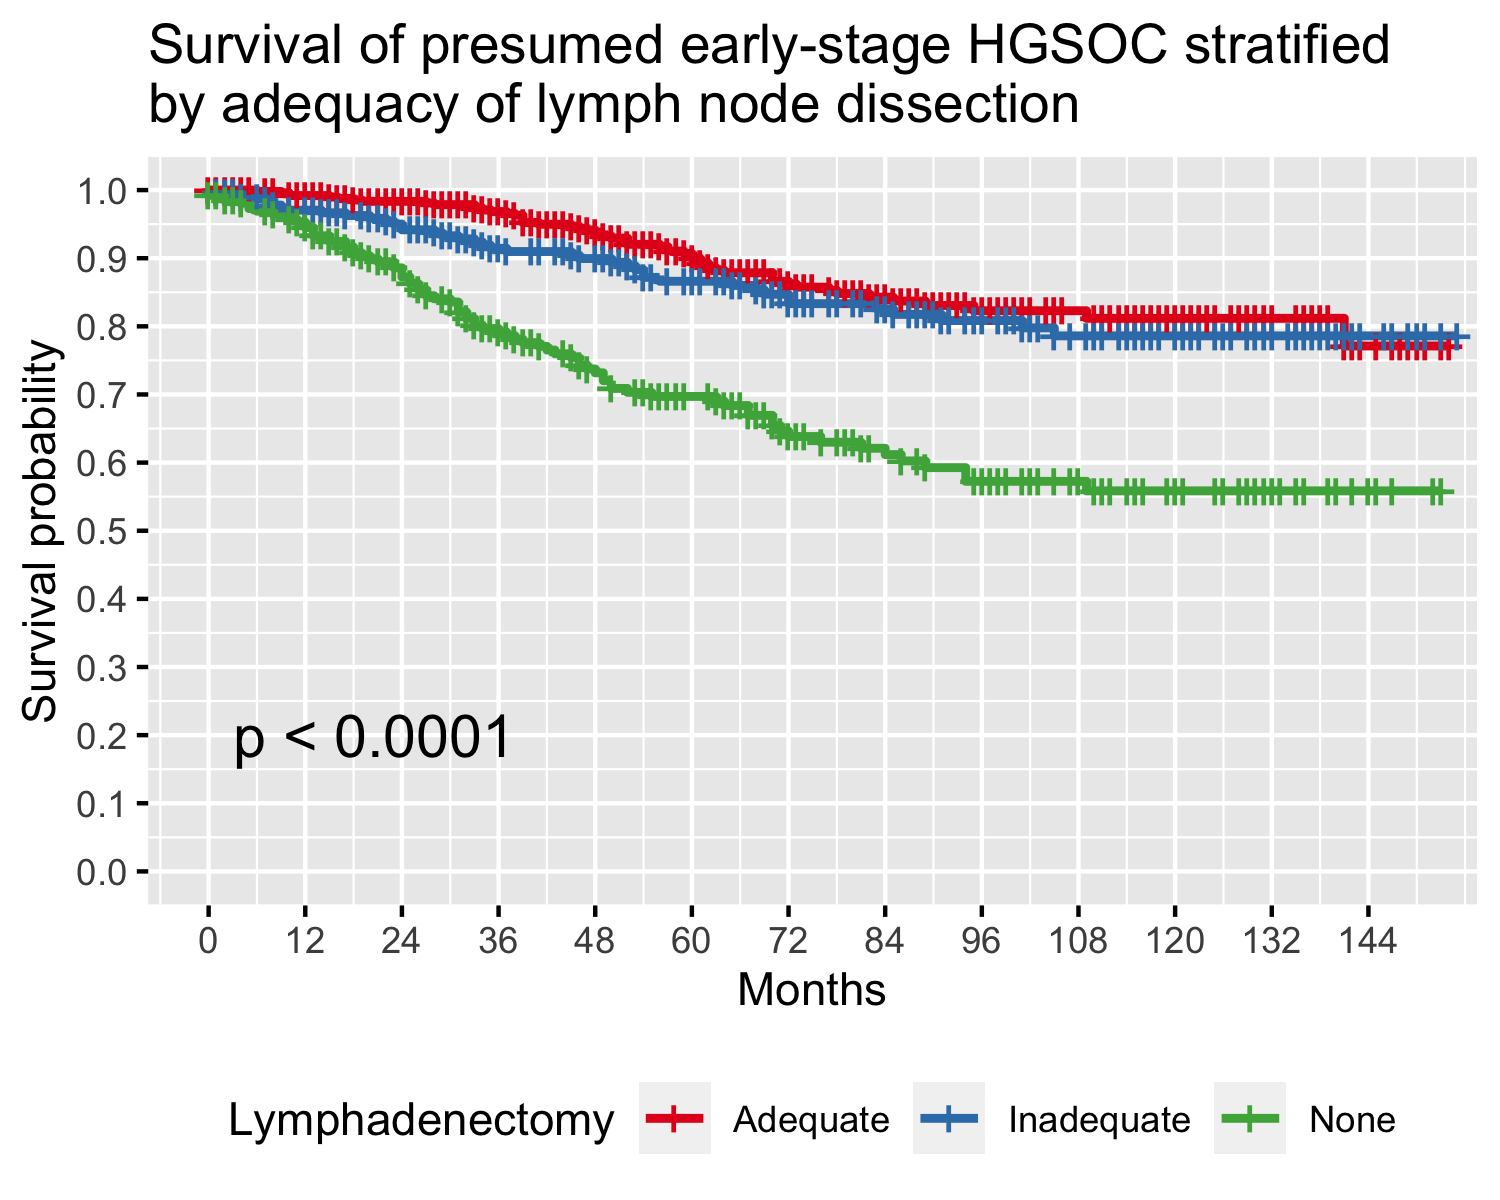 Survival of presumed early-stage HGSOC stratified
by adequacy of lymph node dissection
Survival probability
1.0
0.9
0.8
0.7
0.6
0.5
0.4
0.3
0.2
0.1
0.0
p < 0.0001
0 12 24 36 48 60 72 84 96 108 120 132 144
Months
Lymphadenectomy Adequate Inadequate None